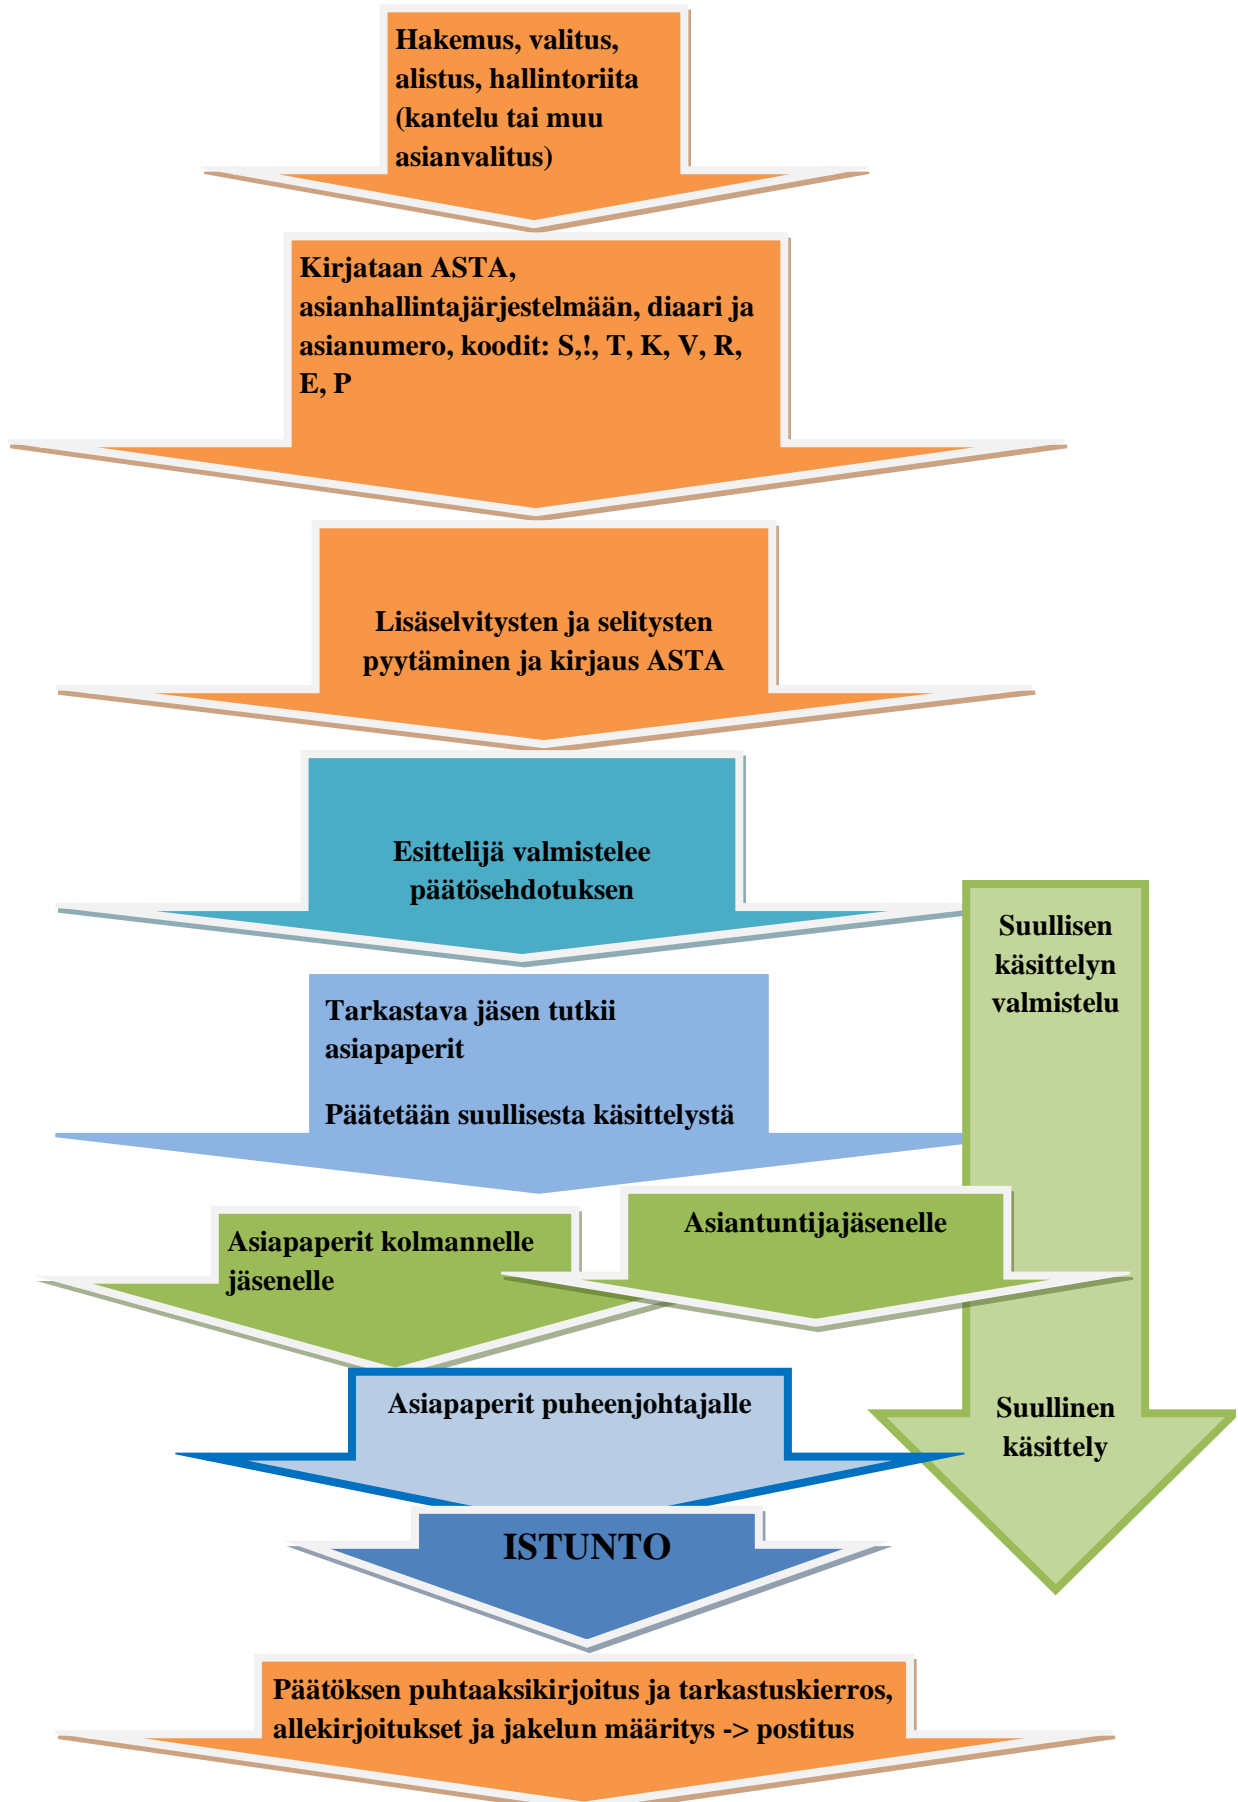 Hakemus, valitus,
alistus, hallintoriita
(kantelu tai muu
asianvalitus)
Kirjataan ASTA,
asianhallintajärjestelmään, diaari ja
asianumero, koodit: S,!, T, K, V, R,
E, P
Lisäselvitysten ja selitysten
pyytäminen ja kirjaus ASTA
Esittelijä valmistelee
päätösehdotuksen
Suullisen
käsittelyn
valmistelu
Tarkastava jäsen tutkii
asiapaperit
Päätetään suullisesta käsittelystä
Asiapaperit kolmannelle
jäsenelle
Asiantuntijajäsenelle
Asiapaperit puheenjohtajalle
Suullinen
käsittely
ISTUNTO
Päätöksen puhtaaksikirjoitus ja tarkastuskierros,
allekirjoitukset ja jakelun määritys -> postitus